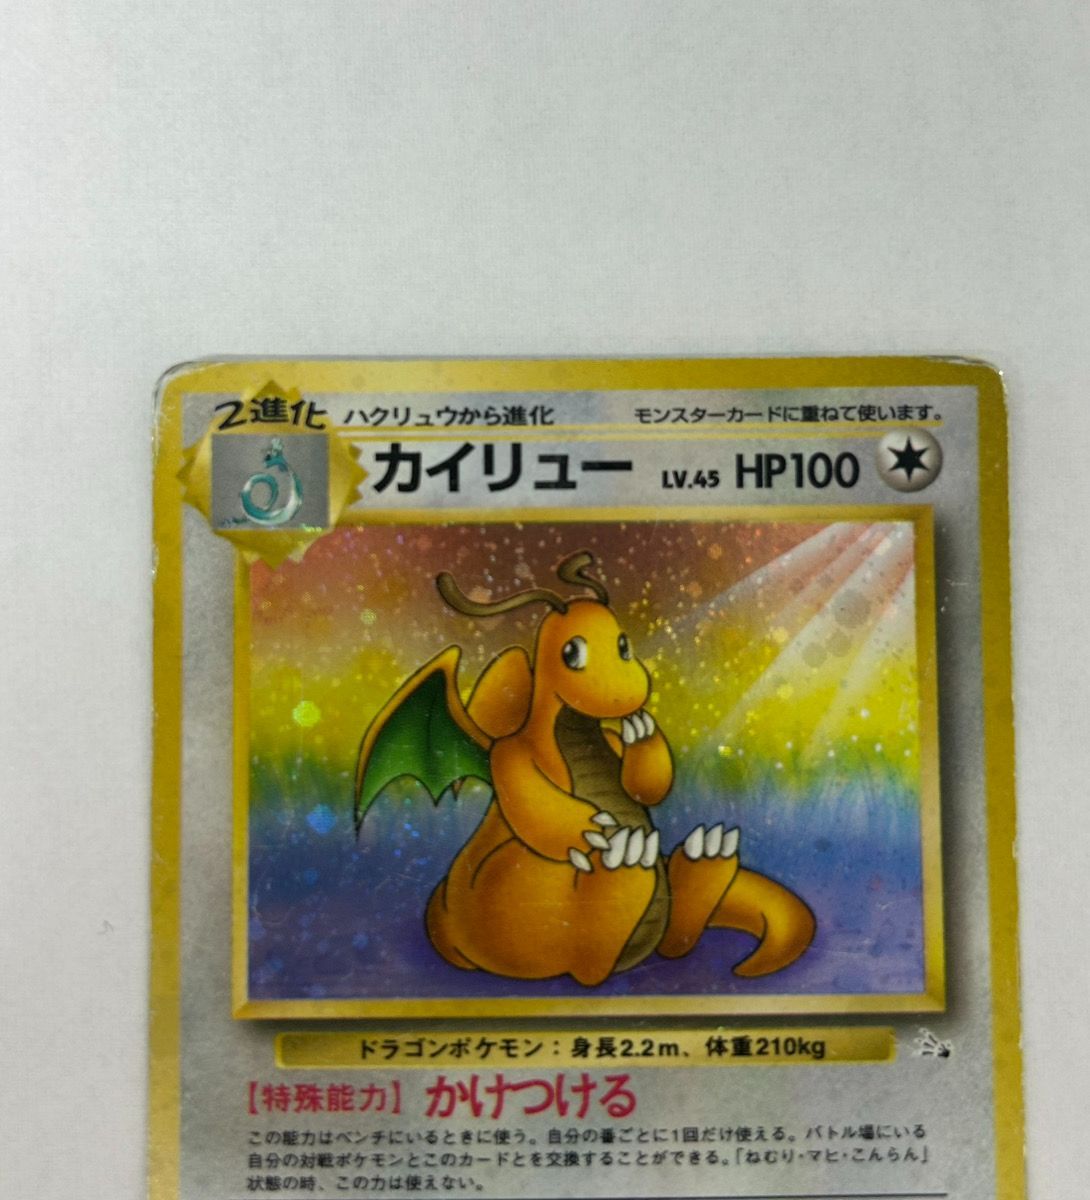 2進化 ハクリュウから進化 モンスターカードに重ねて使います。
カイリュー LV.45 HP100
ドラゴンポケモン：身長2.2m、体重210kg
【特殊能力】 かけつける
この能力はベンチにいるときに使う。自分の番ごとに1回だけ使える。バトル場にいる
自分の対戦ポケモンとこのカードとを交換することができる。「ねむり・マヒ・こんらん」
状態の時、この力は使えない。